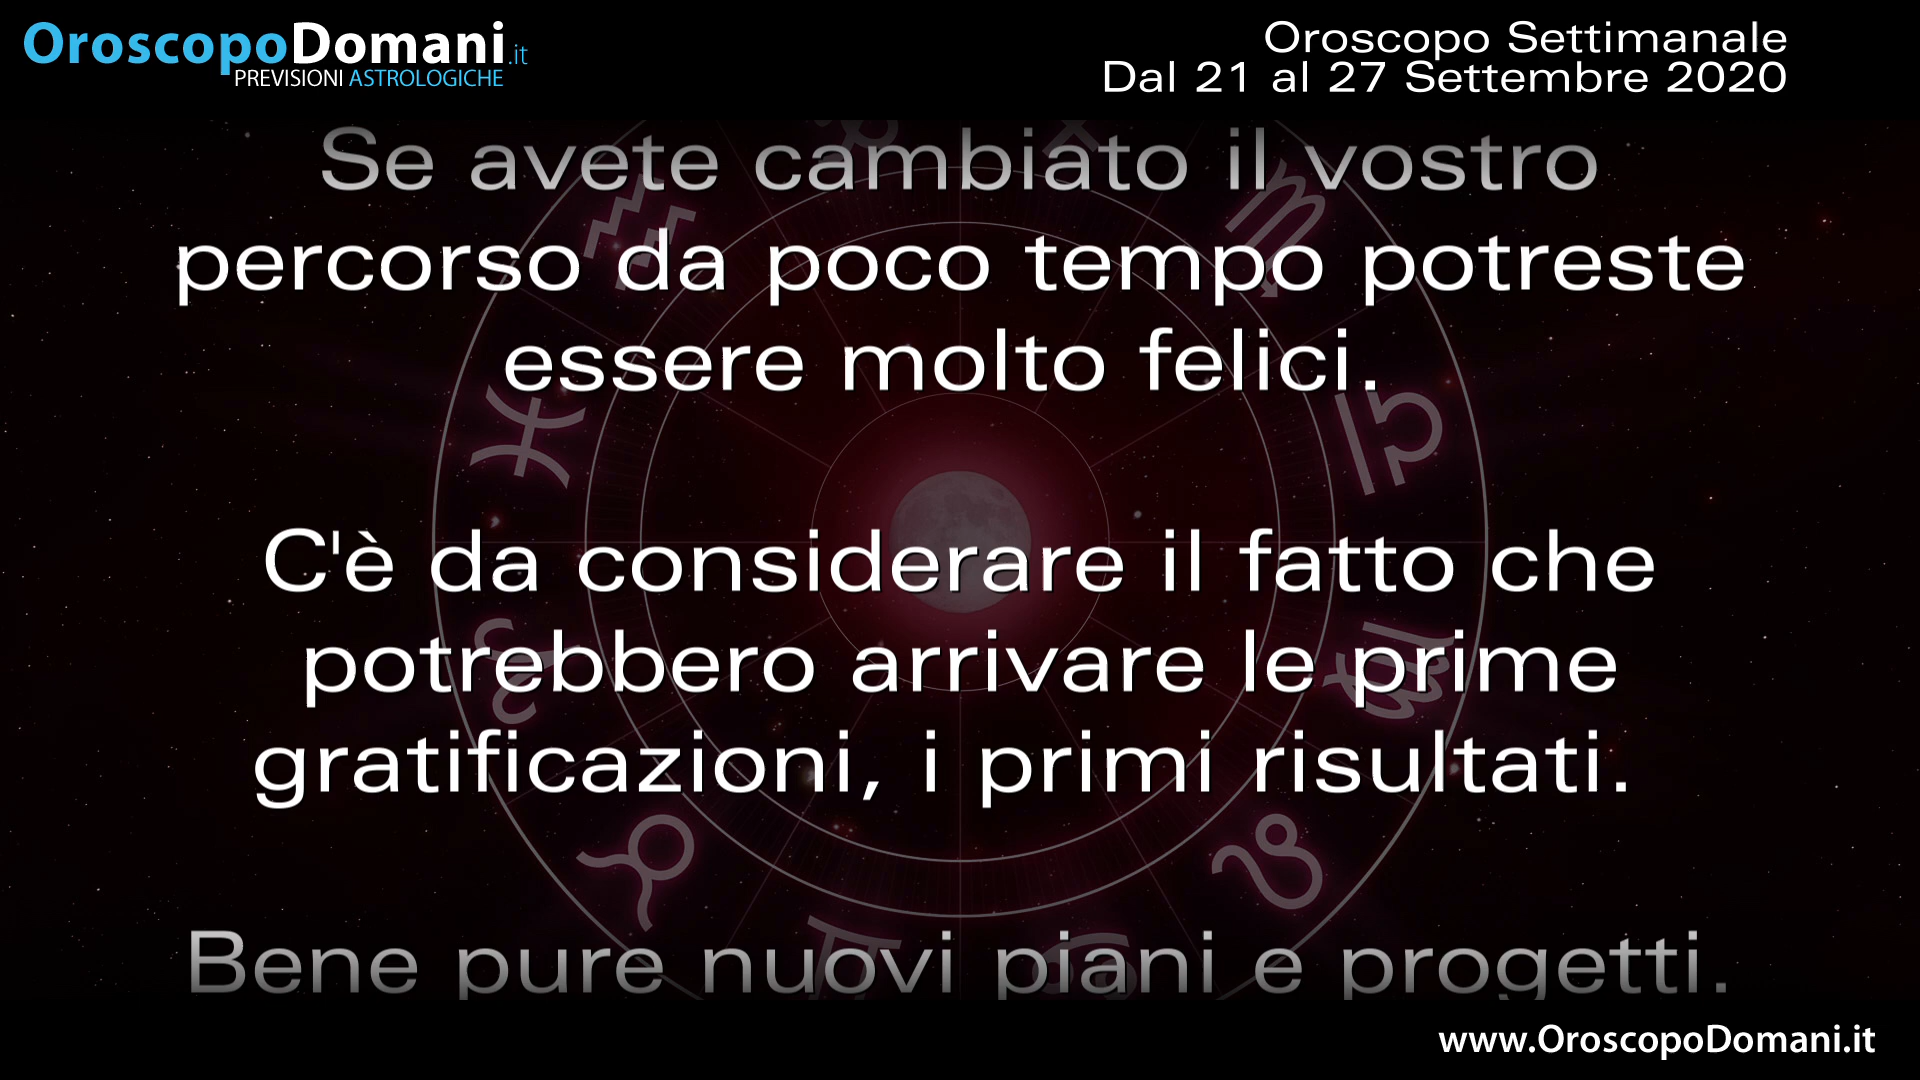 OroscopoDomani.it
PREVISIONI ASTROLOGICHE
Oroscopo Settimanale
Dal 21 al 27 Settembre 2020
Se avete cambiato il vostro
percorso da poco tempo potreste
essere molto felici.
C'è da considerare il fatto che
potrebbero arrivare le prime
gratificazioni, i primi risultati.
Bene pure nuovi piani e progetti.
www.OroscopoDomani.it